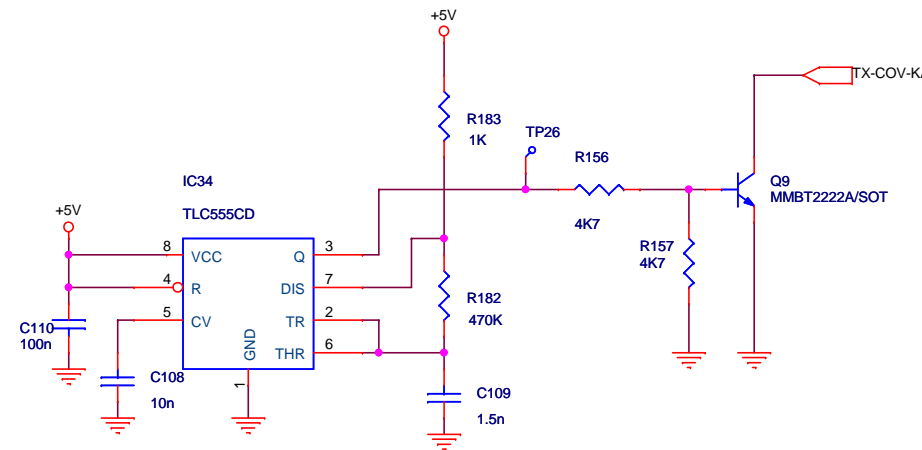 +5V
TX-COV-KA
R183
1K
TP26
R156
IC34
TLC555CD
Q9
MMBT2222A/SOT
+5V
4K7
8
VCC
Q
3
R157
4K7
4
R
DIS
7
R182
470K
5
CV
TR
2
C110
100n
GND
THR
6
1
C108
10n
C109
1.5n